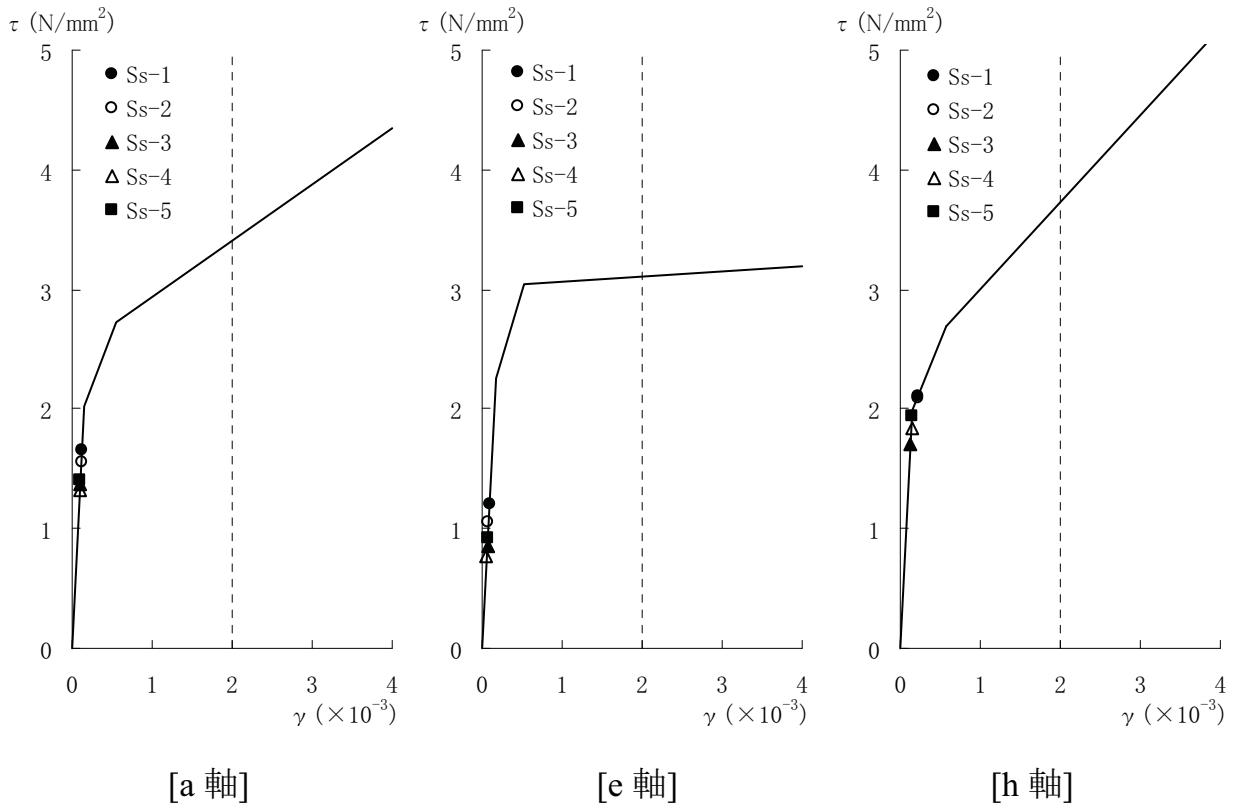 τ (N/mm²)
5
4
3
2
1
0
Ss-1
Ss-2
Ss-3
Ss-4
Ss-5
0 1 2 3 4
γ (×10⁻³)
[a 軸]
τ (N/mm²)
5
4
3
2
1
0
Ss-1
Ss-2
Ss-3
Ss-4
Ss-5
0 1 2 3 4
γ (×10⁻³)
[e 軸]
τ (N/mm²)
5
4
3
2
1
0
Ss-1
Ss-2
Ss-3
Ss-4
Ss-5
0 1 2 3 4
γ (×10⁻³)
[h 軸]